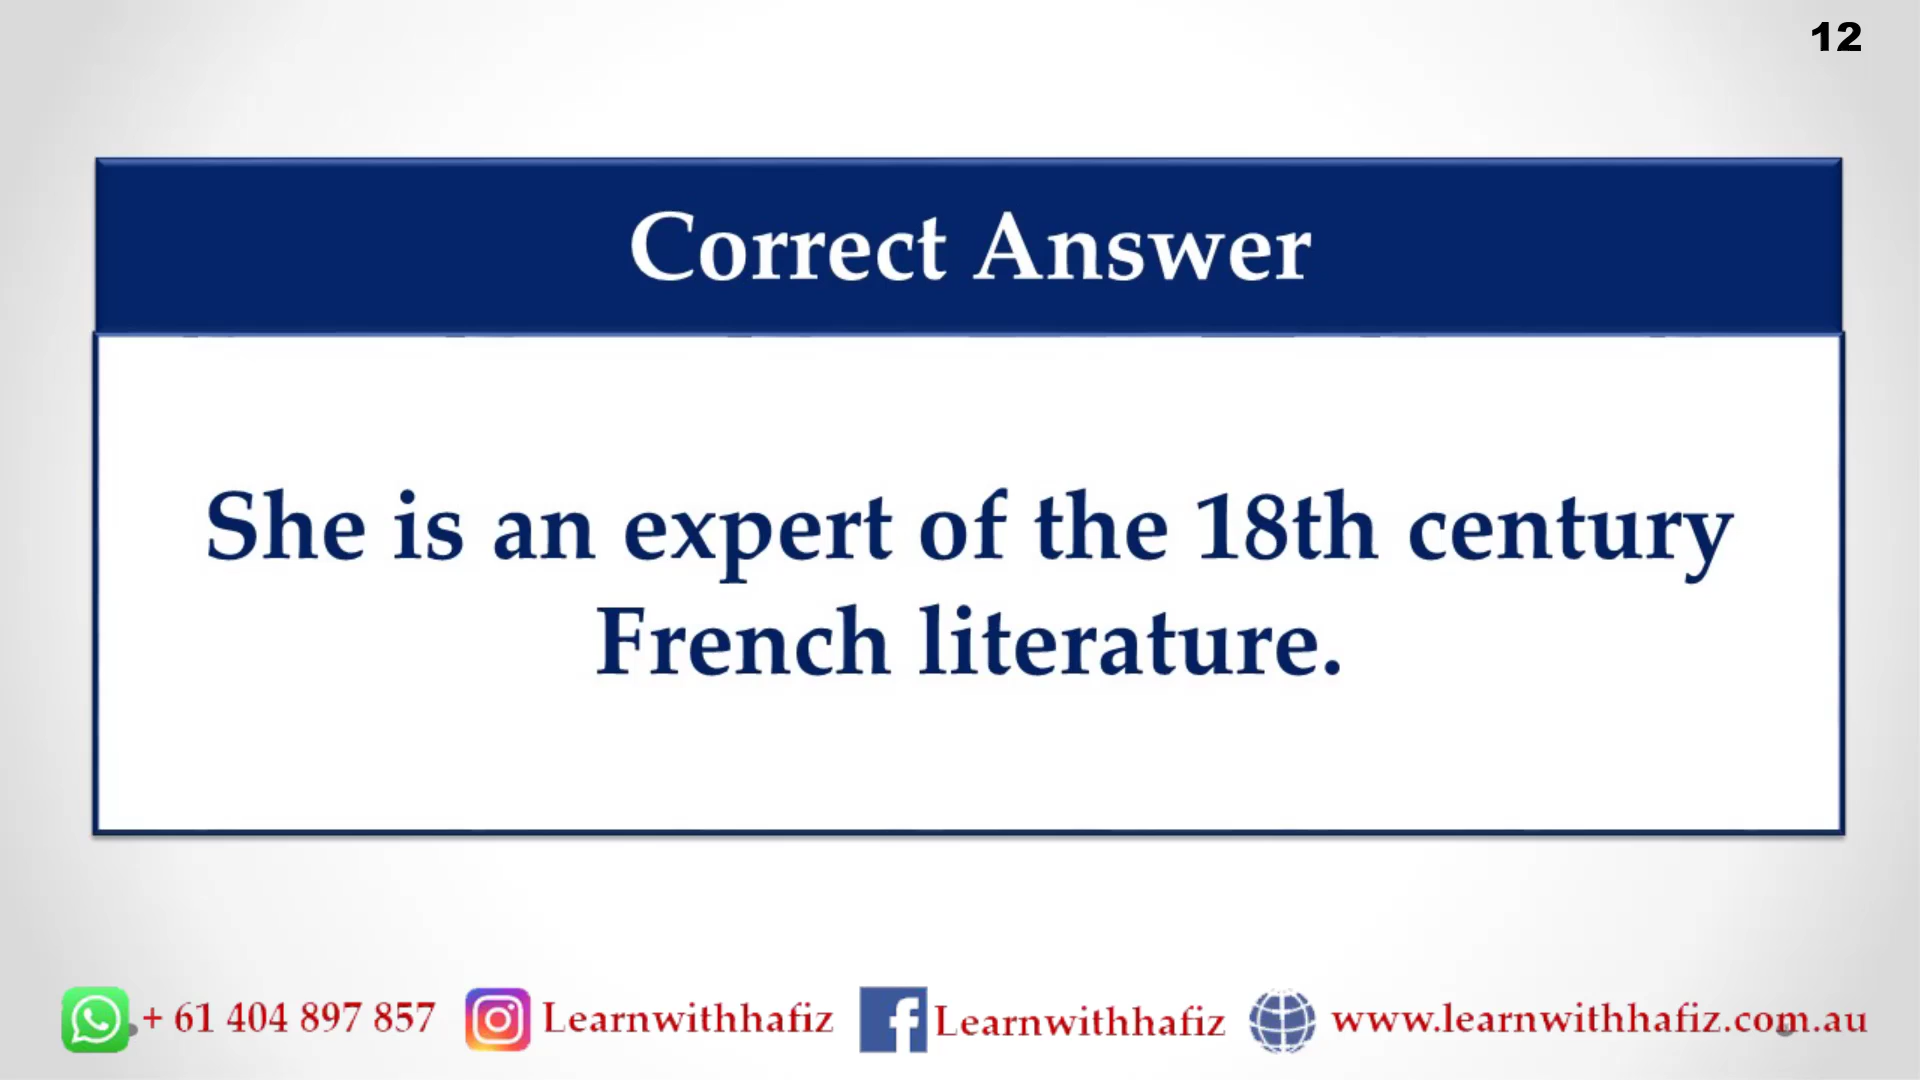 12
Correct Answer
She is an expert of the 18th century
French literature.
+ 61 404 897 857 Learnwithhafiz Learnwithhafiz www.learnwithhafiz.com.au